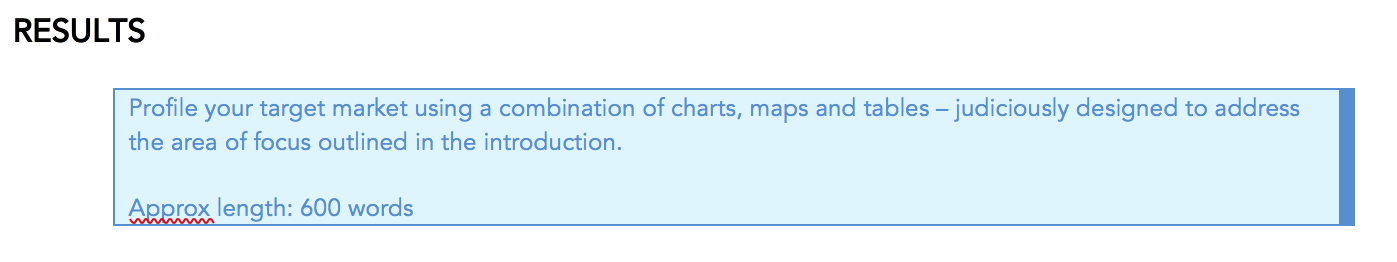 RESULTS
Profile your target market using a combination of charts, maps and tables – judiciously designed to address
the area of focus outlined in the introduction.
Approx length: 600 words